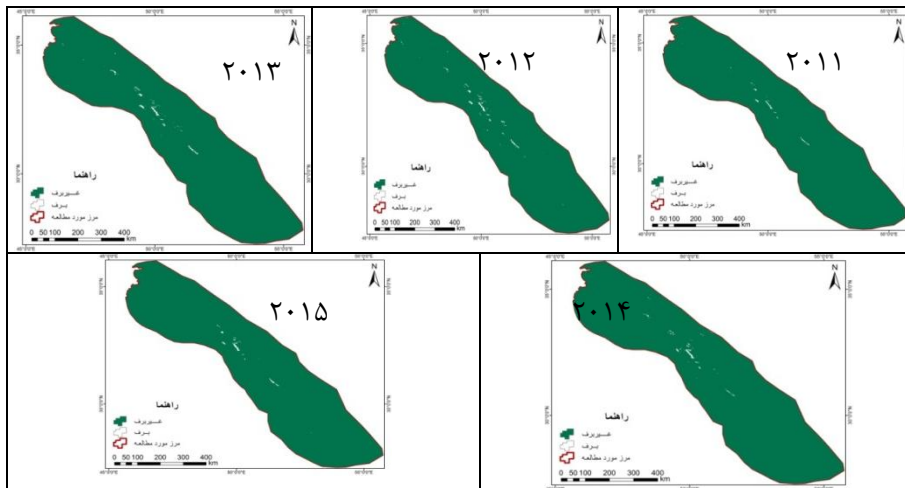 ۲۰۱۱
N
راهنما
غیربرف
برف
مرز مورد مطالعه
0 50 100 200 300 400
km
۲۰۱۲
N
راهنما
غیربرف
برف
مرز مورد مطالعه
0 50 100 200 300 400
km
۲۰۱۳
N
راهنما
غیربرف
برف
مرز مورد مطالعه
0 50 100 200 300 400
km
۲۰۱۴
N
راهنما
غیربرف
برف
مرز مورد مطالعه
0 50 100 200 300 400
km
۲۰۱۵
N
راهنما
غیربرف
برف
مرز مورد مطالعه
0 50 100 200 300 400
km